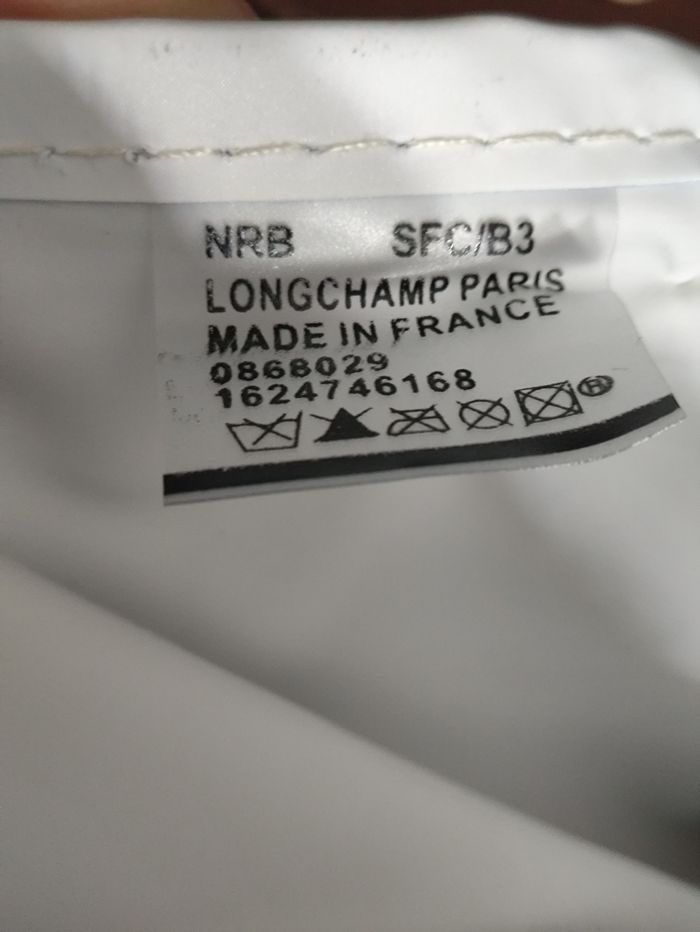 NRB SFC/B3
LONGCHAMP PARIS
MADE IN FRANCE
0868029
1624746168